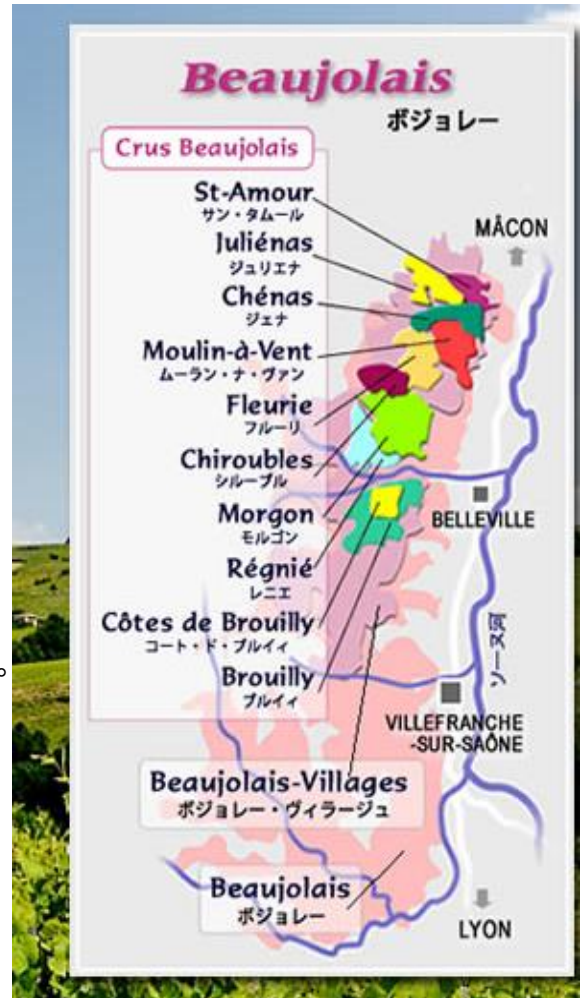 Beaujolais
ボジョレー
Crus Beaujolais
St-Amour
サン・タムール
Juliénas
ジュリエナ
Chénas
ジェナ
Moulin-à-Vent
ムーラン・ナ・ヴァン
Fleurie
フルーリ
Chiroubles
シルーブル
Morgon
モルゴン
Régnié
レニエ
Côtes de Brouilly
コート・ド・ブルイィ
Brouilly
ブルイィ
Beaujolais-Villages
ボジョレー・ヴィラージュ
Beaujolais
ボジョレー
MÂCON
BELLEVILLE
ソーヌ河
VILLEFRANCHE
-SUR-SAÔNE
LYON
。